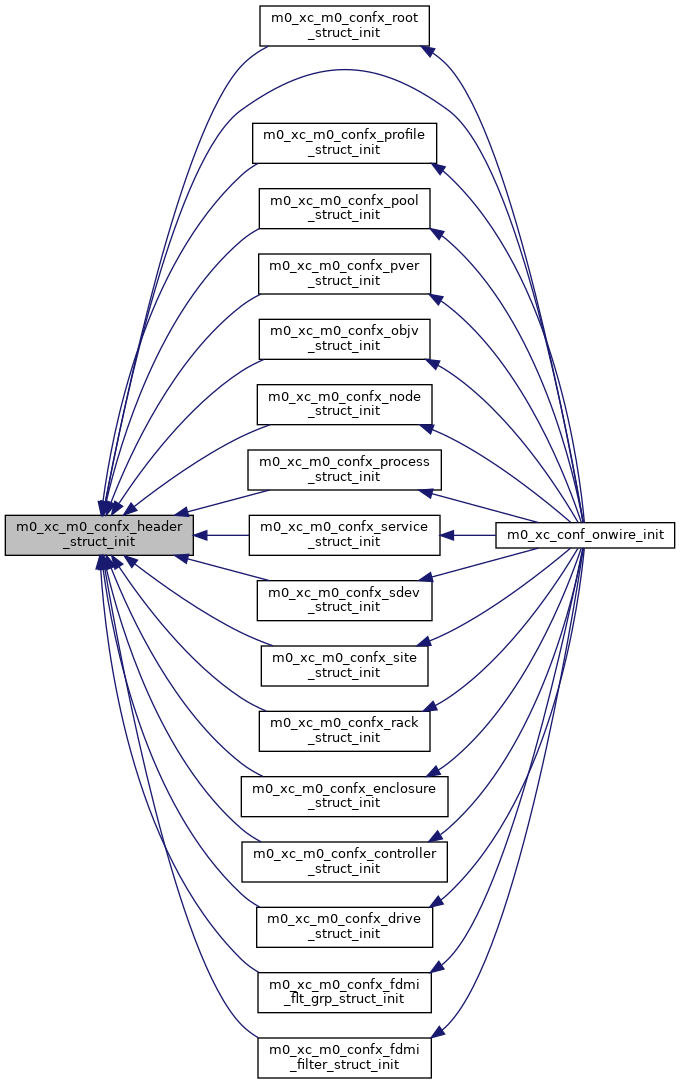 m0_xc_m0_confx_root
_struct_init
m0_xc_m0_confx_profile
_struct_init
m0_xc_m0_confx_pool
_struct_init
m0_xc_m0_confx_pver
_struct_init
m0_xc_m0_confx_objv
_struct_init
m0_xc_m0_confx_node
_struct_init
m0_xc_m0_confx_process
_struct_init
m0_xc_m0_confx_header
_struct_init
m0_xc_m0_confx_service
_struct_init
m0_xc_conf_onwire_init
m0_xc_m0_confx_sdev
_struct_init
m0_xc_m0_confx_site
_struct_init
m0_xc_m0_confx_rack
_struct_init
m0_xc_m0_confx_enclosure
_struct_init
m0_xc_m0_confx_controller
_struct_init
m0_xc_m0_confx_drive
_struct_init
m0_xc_m0_confx_fdmi
_flt_grp_struct_init
m0_xc_m0_confx_fdmi
_filter_struct_init